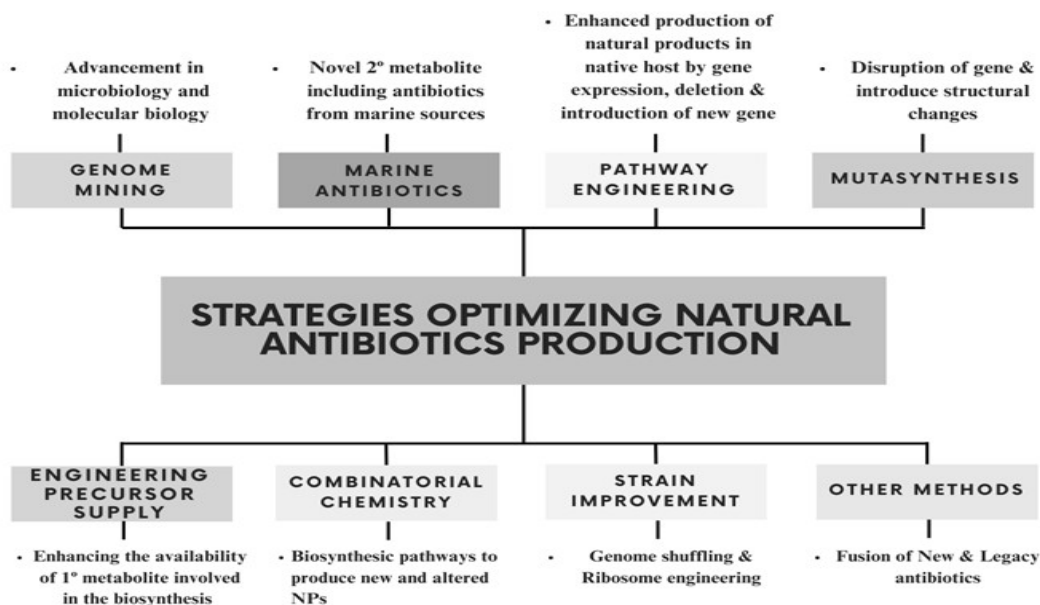 • Advancement in
microbiology and
molecular biology
GENOME
MINING
• Novel 2º metabolite
including antibiotics
from marine sources
MARINE
ANTIBIOTICS
• Enhanced production of
natural products in
native host by gene
expression, deletion &
introduction of new gene
PATHWAY
ENGINEERING
• Disruption of gene &
introduce structural
changes
MUTASYNTHESIS
STRATEGIES OPTIMIZING NATURAL
ANTIBIOTICS PRODUCTION
ENGINEERING
PRECURSOR
SUPPLY
• Enhancing the availability
of 1º metabolite involved
in the biosynthesis
COMBINATORIAL
CHEMISTRY
• Biosynthesic pathways to
produce new and altered
NPs
STRAIN
IMPROVEMENT
• Genome shuffling &
Ribosome engineering
OTHER METHODS
• Fusion of New & Legacy
antibiotics